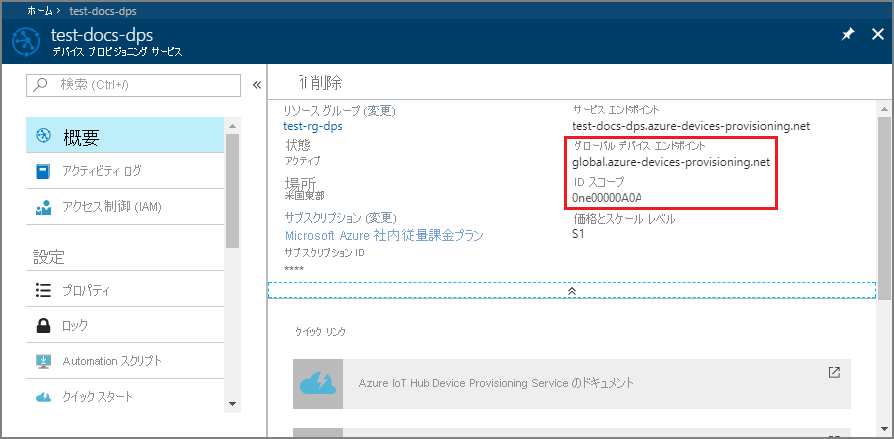 ホーム > test-docs-dps
test-docs-dps
デバイス プロビジョニング サービス
検索 (Ctrl+/)
概要
アクティビティ ログ
アクセス制御 (IAM)
設定
プロパティ
ロック
Automation スクリプト
クイック スタート
削除
リソース グループ (変更)
test-rg-dps
状態
アクティブ
場所
米国東部
サブスクリプション (変更)
Microsoft Azure 社内従量課金プラン
サブスクリプション ID
****
サービス エンドポイント
test-docs-dps.azure-devices-provisioning.net
グローバル デバイス エンドポイント
global.azure-devices-provisioning.net
ID スコープ
0ne00000A0A
価格とスケール レベル
S1
クイック リンク
Azure IoT Hub Device Provisioning Service のドキュメント